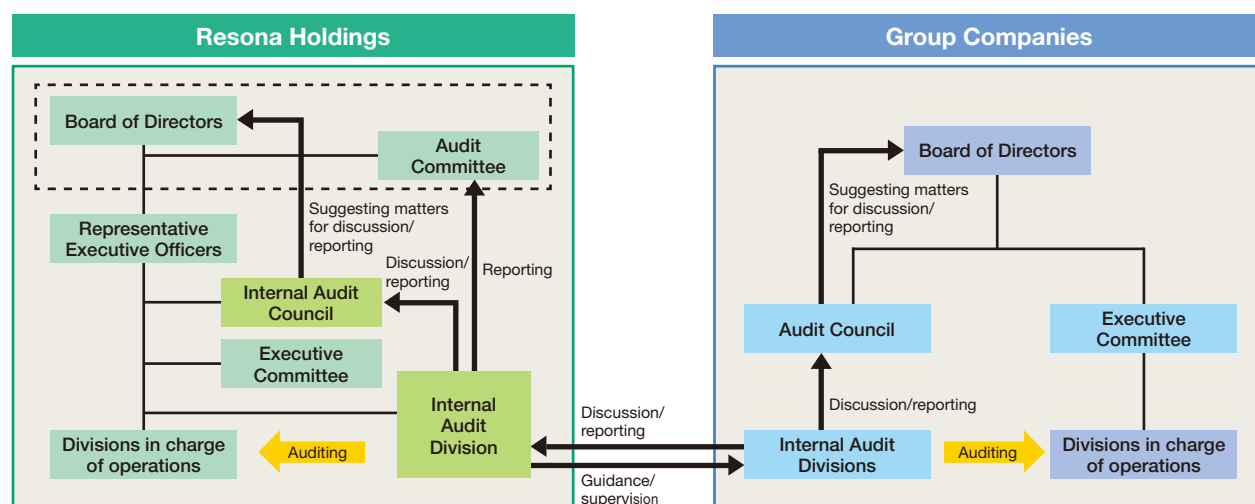 Resona Holdings
Board of Directors
Audit
Committee
Suggesting matters
for discussion/
reporting
Representative
Executive Officers
Discussion/
reporting
Reporting
Internal Audit
Council
Executive
Committee
Internal
Audit
Division
Divisions in charge
of operations
Auditing
Discussion/
reporting
Guidance/
supervision
Group Companies
Board of Directors
Suggesting matters
for discussion/
reporting
Audit Council
Executive
Committee
Discussion/reporting
Internal Audit
Divisions
Auditing
Divisions in charge
of operations